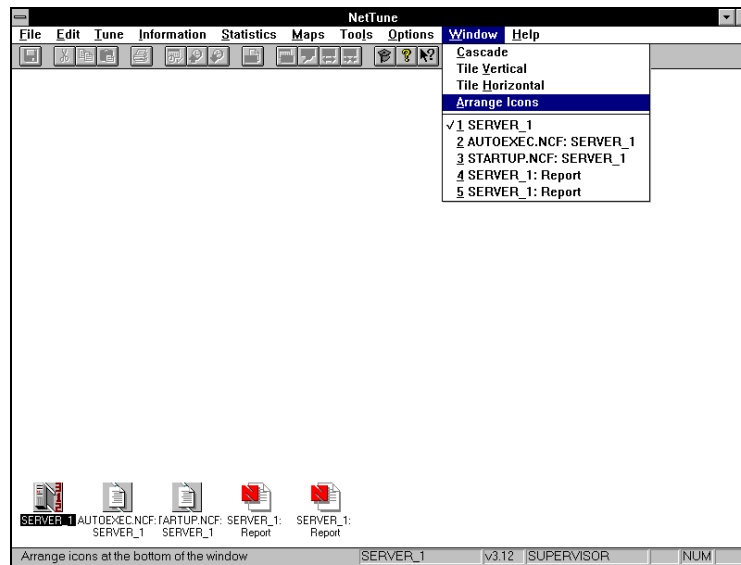 NetTune
File Edit Tune Information Statistics Maps Tools Options Window Help
Cascade
Tile Vertical
Tile Horizontal
Arrange Icons
✓1 SERVER_1
2 AUTOEXEC.NCF: SERVER_1
3 STARTUP.NCF: SERVER_1
4 SERVER_1: Report
5 SERVER_1: Report
SERVER_1 AUTOEXEC.NCF: TARTUP.NCF: SERVER_1: SERVER_1:
SERVER_1 SERVER_1 Report Report
Arrange icons at the bottom of the window SERVER_1 v3.12 SUPERVISOR NUM